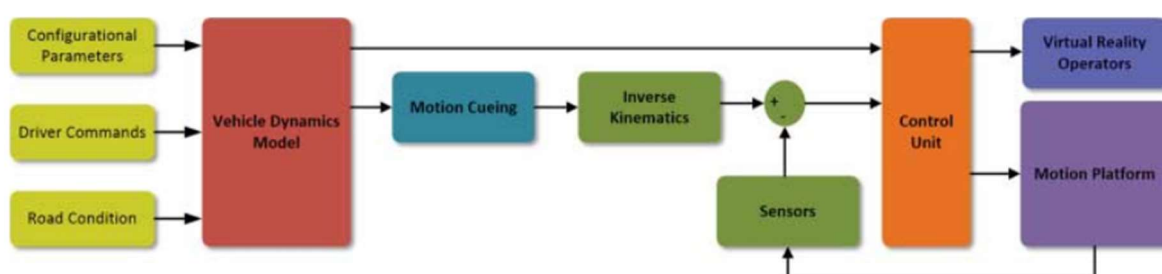 Configurational
Parameters
Driver Commands
Road Condition
Vehicle Dynamics
Model
Motion Cueing
Inverse
Kinematics
+
-
Sensors
Control
Unit
Virtual Reality
Operators
Motion Platform